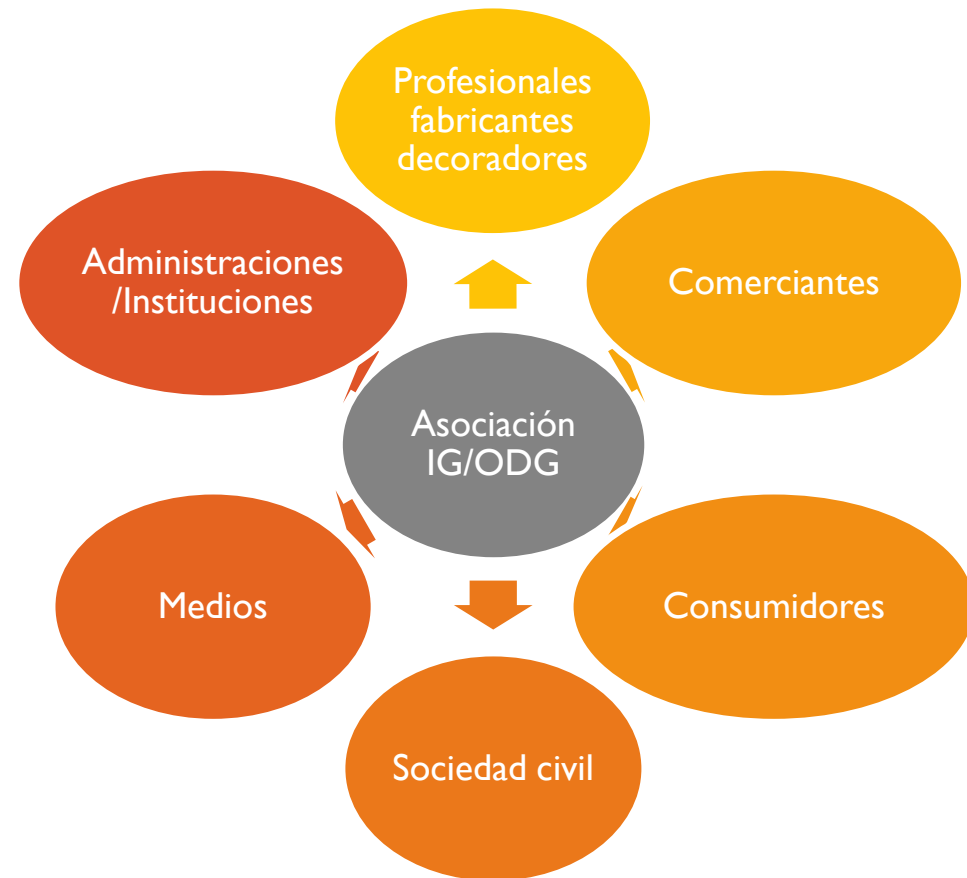 Profesionales
fabricantes
decoradores
Administraciones
/Instituciones
Comerciantes
Asociación
IG/ODG
Medios
Consumidores
Sociedad civil